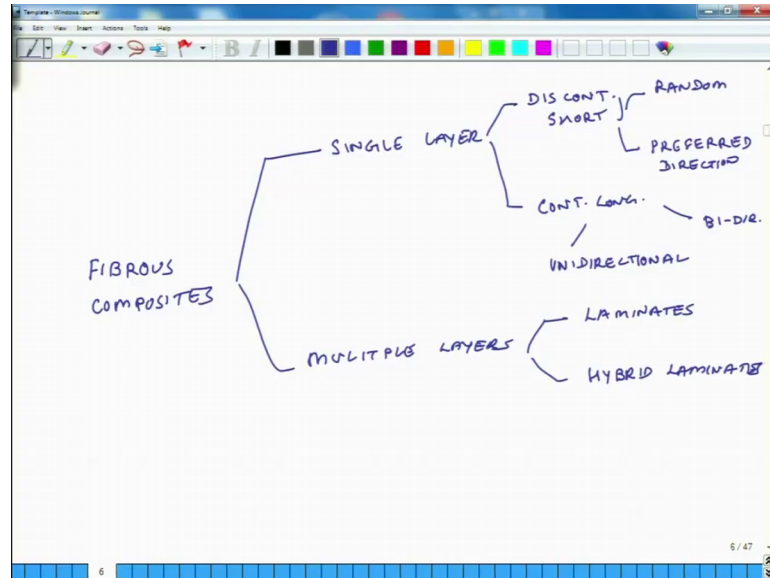 Template - Windows Journal
File Edit View Insert Actions Tools Help
B I
DISCONT.
SHORT
RANDOM
PREFERRED
DIRECTION
SINGLE LAYER
CONT. LONG.
BI-DIR.
UNIDIRECTIONAL
FIBROUS
COMPOSITES
MULITPLE LAYERS
LAMINATES
HYBRID LAMINATES
6 / 47
6